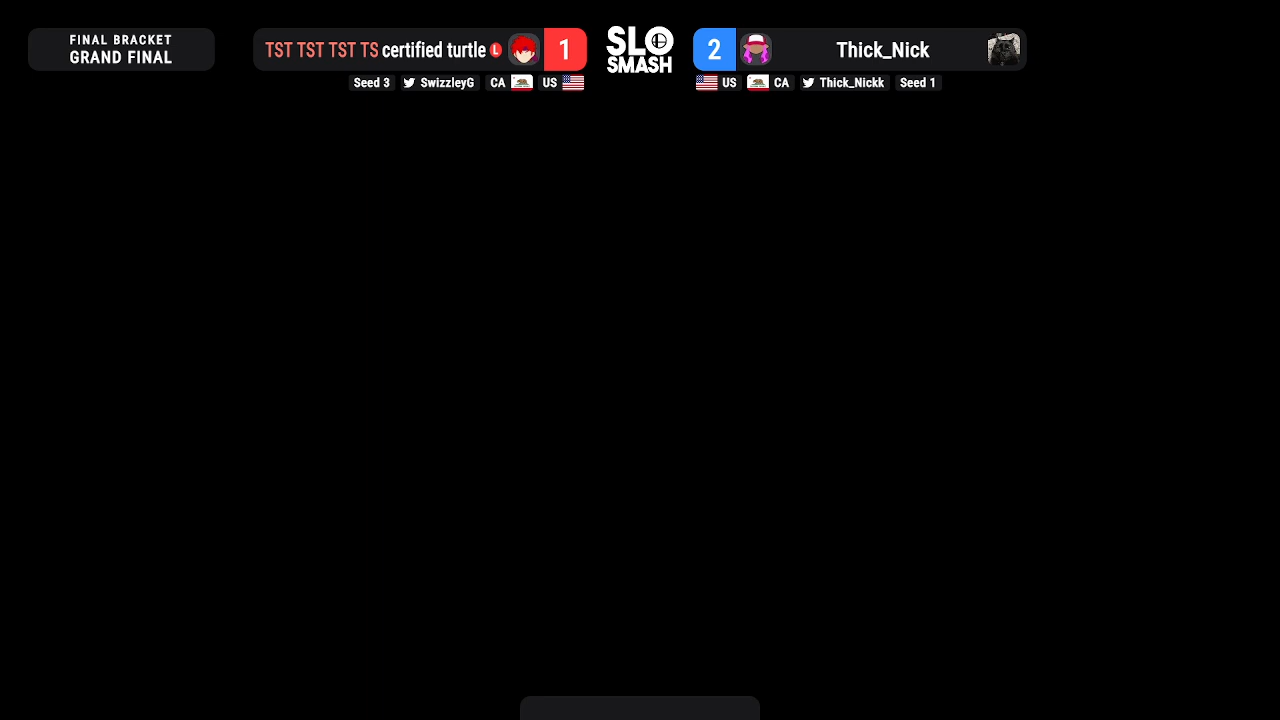 FINAL BRACKET
GRAND FINAL
TST TST TST TS certified turtle L 1
SLO
SMASH
2 Thick_Nick
Seed 3 SwizzleyG CA US
US CA Thick_Nickk Seed 1